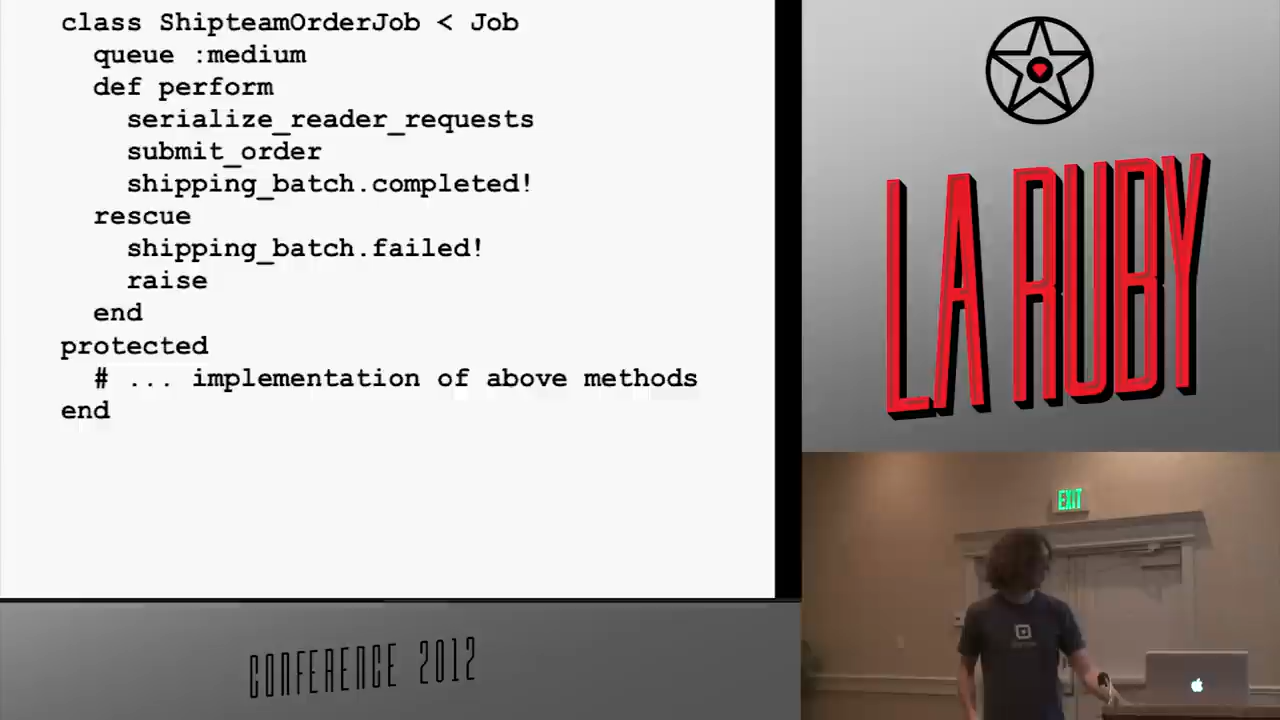 class ShipteamOrderJob < Job
queue :medium
def perform
serialize_reader_requests
submit_order
shipping_batch.completed!
rescue
shipping_batch.failed!
raise
end
protected
# ... implementation of above methods
end
LA RUBY
EXIT
CONFERENCE 2012